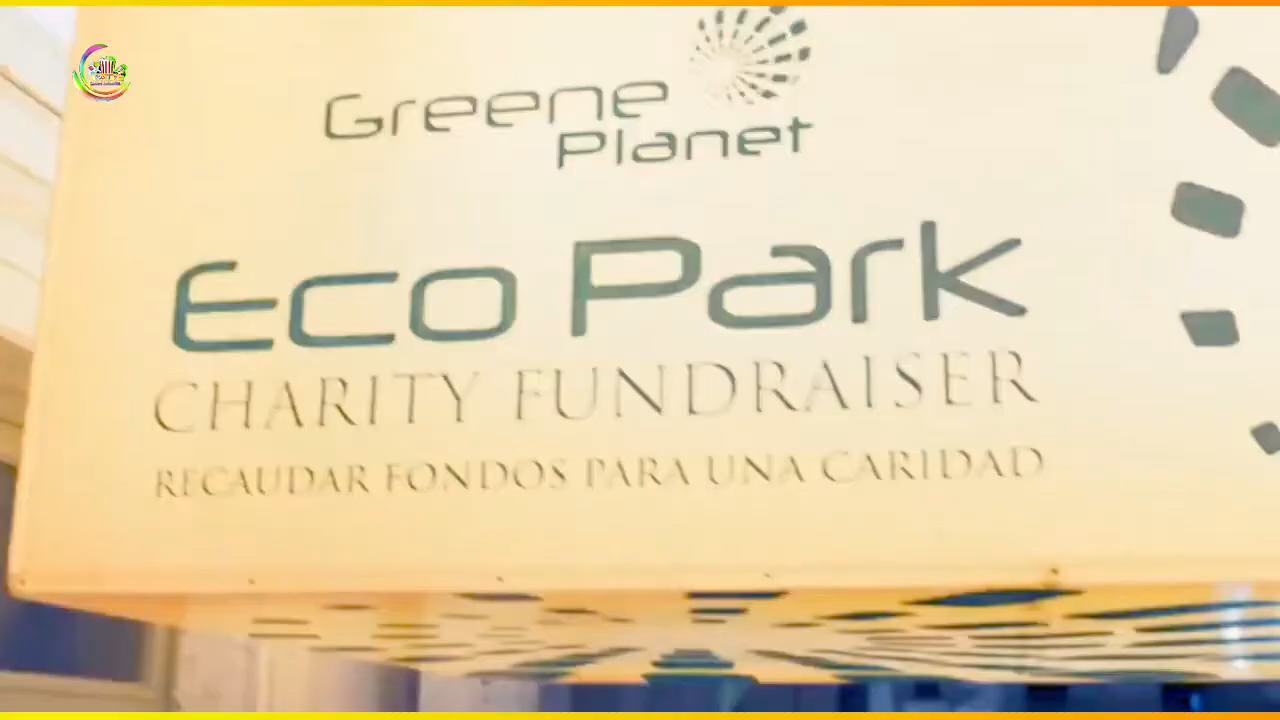 Greene
Planet
Eco Park
CHARITY FUNDRAISER
RECAUDAR FONDOS PARA UNA CARIDAD